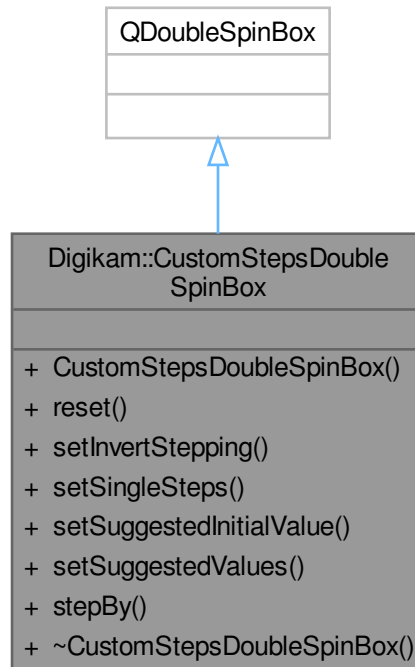 QDoubleSpinBox
Digikam::CustomStepsDouble
SpinBox
+ CustomStepsDoubleSpinBox()
+ reset()
+ setInvertStepping()
+ setSingleSteps()
+ setSuggestedInitialValue()
+ setSuggestedValues()
+ stepBy()
+ ~CustomStepsDoubleSpinBox()